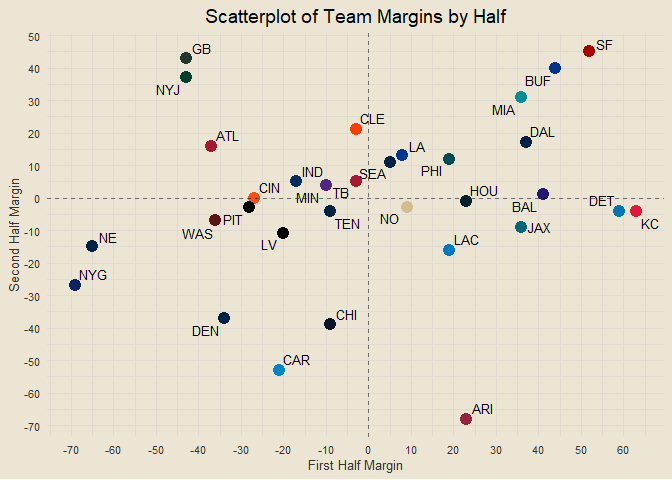 Scatterplot of Team Margins by Half
50
SF
GB
40
BUF
NYJ
30
MIA
CLE
20
DAL
ATL
LA
10
PHI
IND
SEA
CIN
MIN
TB
HOU
0
BAL
DET
WAS
PIT
TEN
NO
JAX
KC
-10
NE
LV
LAC
-20
NYG
-30
DEN
CHI
-40
CAR
-50
-60
ARI
-70
Second Half Margin
-70 -60 -50 -40 -30 -20 -10 0 10 20 30 40 50 60
First Half Margin